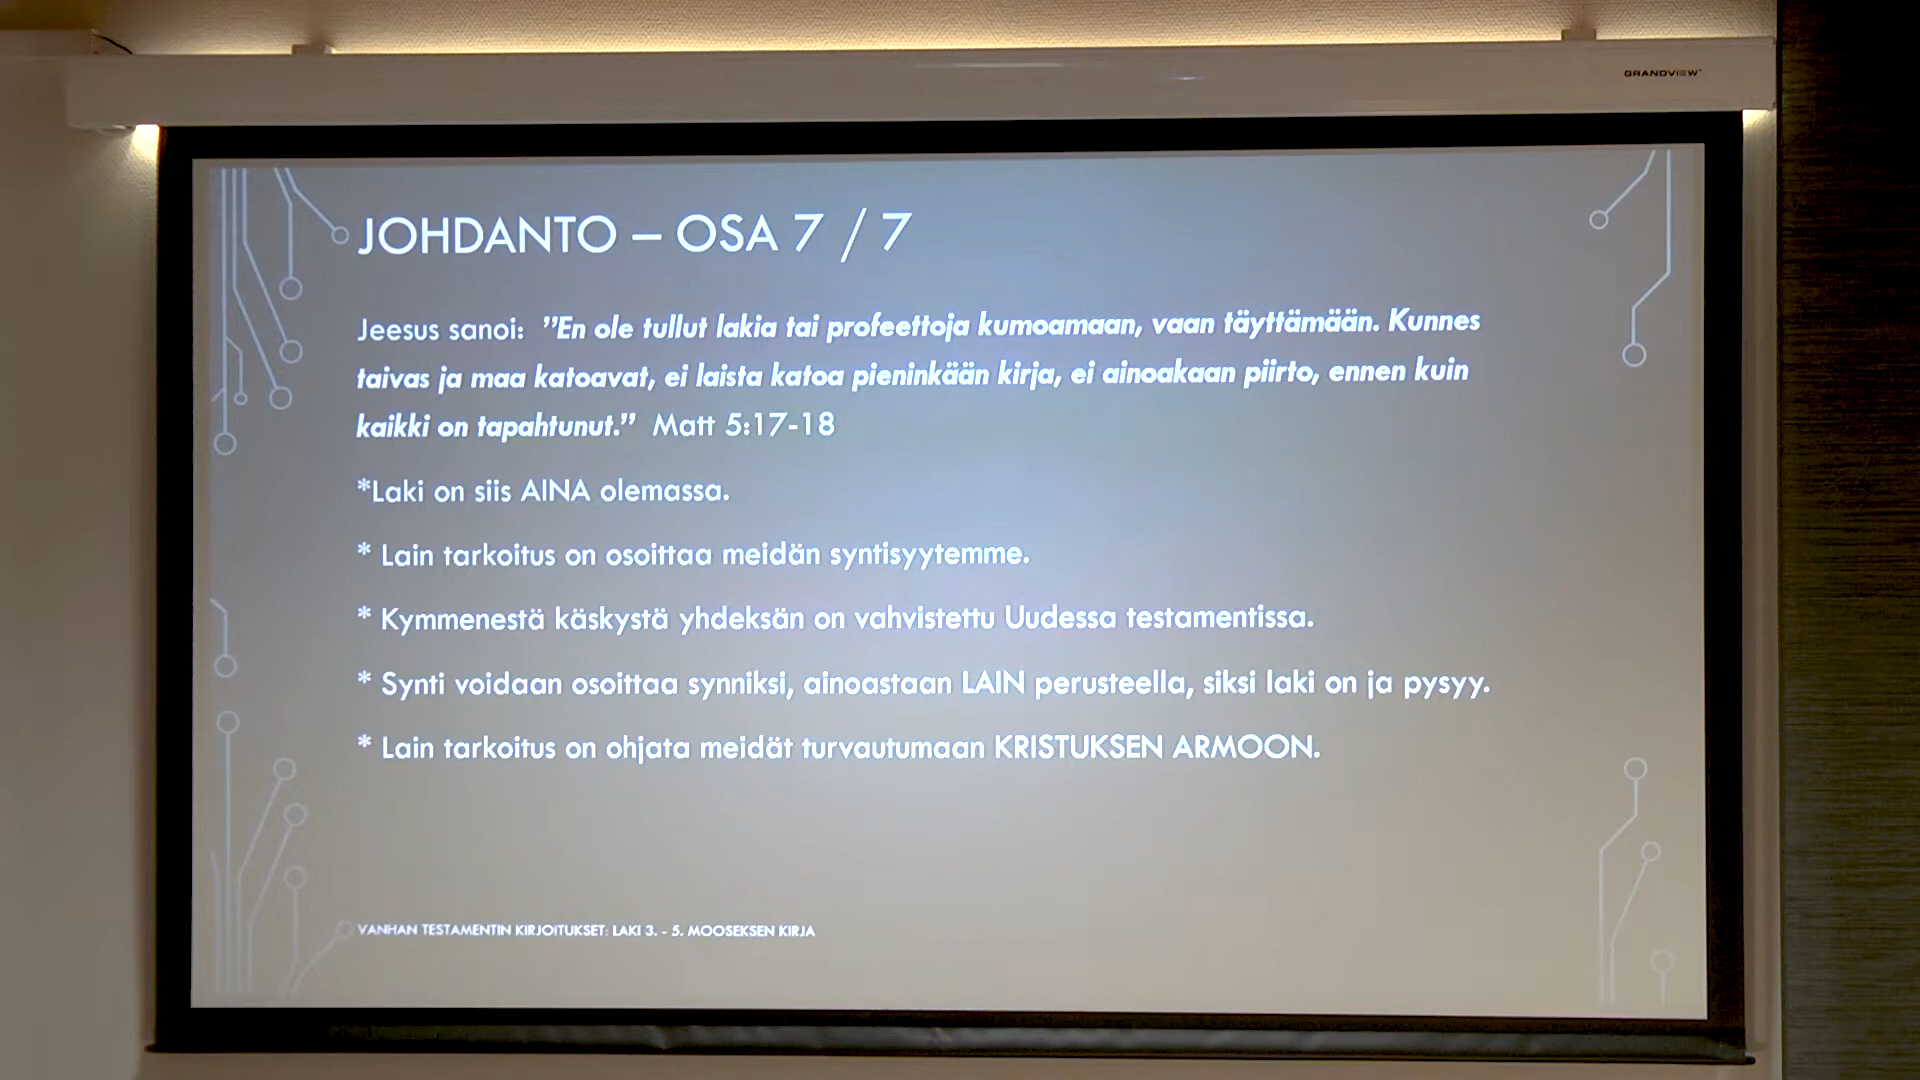 GRANDVIEW
JOHDANTO – OSA 7 / 7
Jeesus sanoi: ”En ole tullut lakia tai profeettoja kumoamaan, vaan täyttämään. Kunnes
taivas ja maa katoavat, ei laista katoa pieninkään kirja, ei ainoakaan piirto, ennen kuin
kaikki on tapahtunut.” Matt 5:17-18
*Laki on siis AINA olemassa.
* Lain tarkoitus on osoittaa meidän syntisyytemme.
* Kymmenestä käskystä yhdeksän on vahvistettu Uudessa testamentissa.
* Synti voidaan osoittaa synniksi, ainoastaan LAIN perusteella, siksi laki on ja pysyy.
* Lain tarkoitus on ohjata meidät turvautumaan KRISTUKSEN ARMOON.
VANHAN TESTAMENTIN KIRJOITUKSET: LAKI 3. - 5. MOOSEKSEN KIRJA